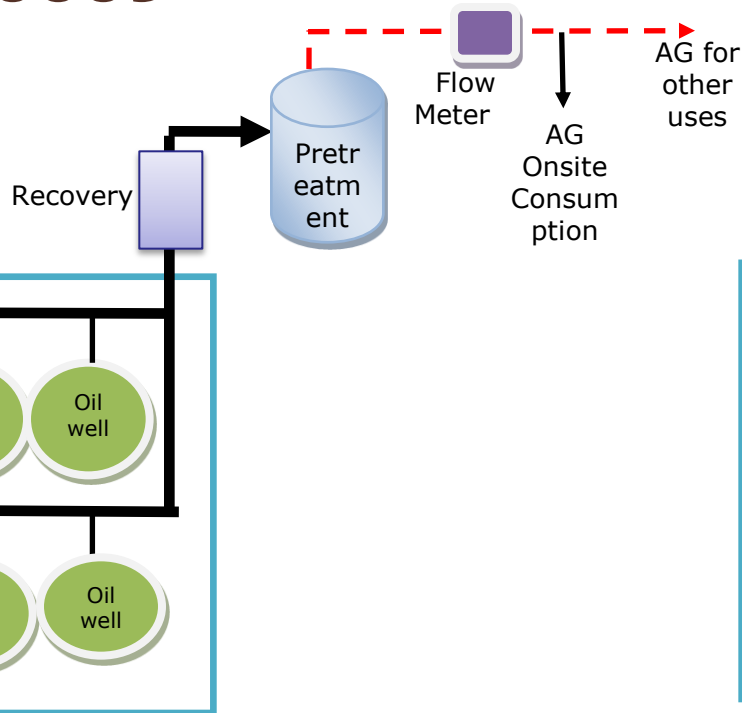 AG for
other
uses
Flow
Meter
AG
Onsite
Consum
ption
Pretr
eatm
ent
Recovery
Oil
well
Oil
well